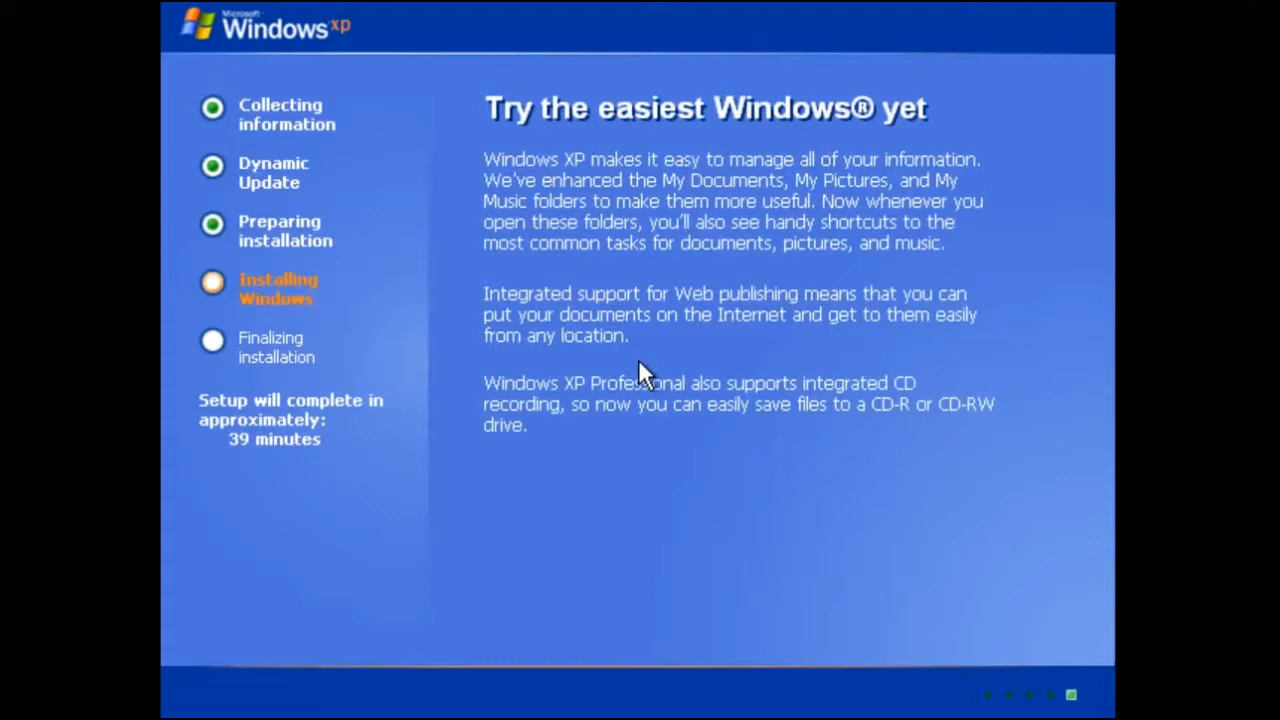 Microsoft
Windows xp
Collecting
information
Dynamic
Update
Preparing
installation
Installing
Windows
Finalizing
installation
Setup will complete in
approximately:
39 minutes
Try the easiest Windows® yet
Windows XP makes it easy to manage all of your information.
We've enhanced the My Documents, My Pictures, and My
Music folders to make them more useful. Now whenever you
open these folders, you'll also see handy shortcuts to the
most common tasks for documents, pictures, and music.
Integrated support for Web publishing means that you can
put your documents on the Internet and get to them easily
from any location.
Windows XP Professional also supports integrated CD
recording, so now you can easily save files to a CD-R or CD-RW
drive.